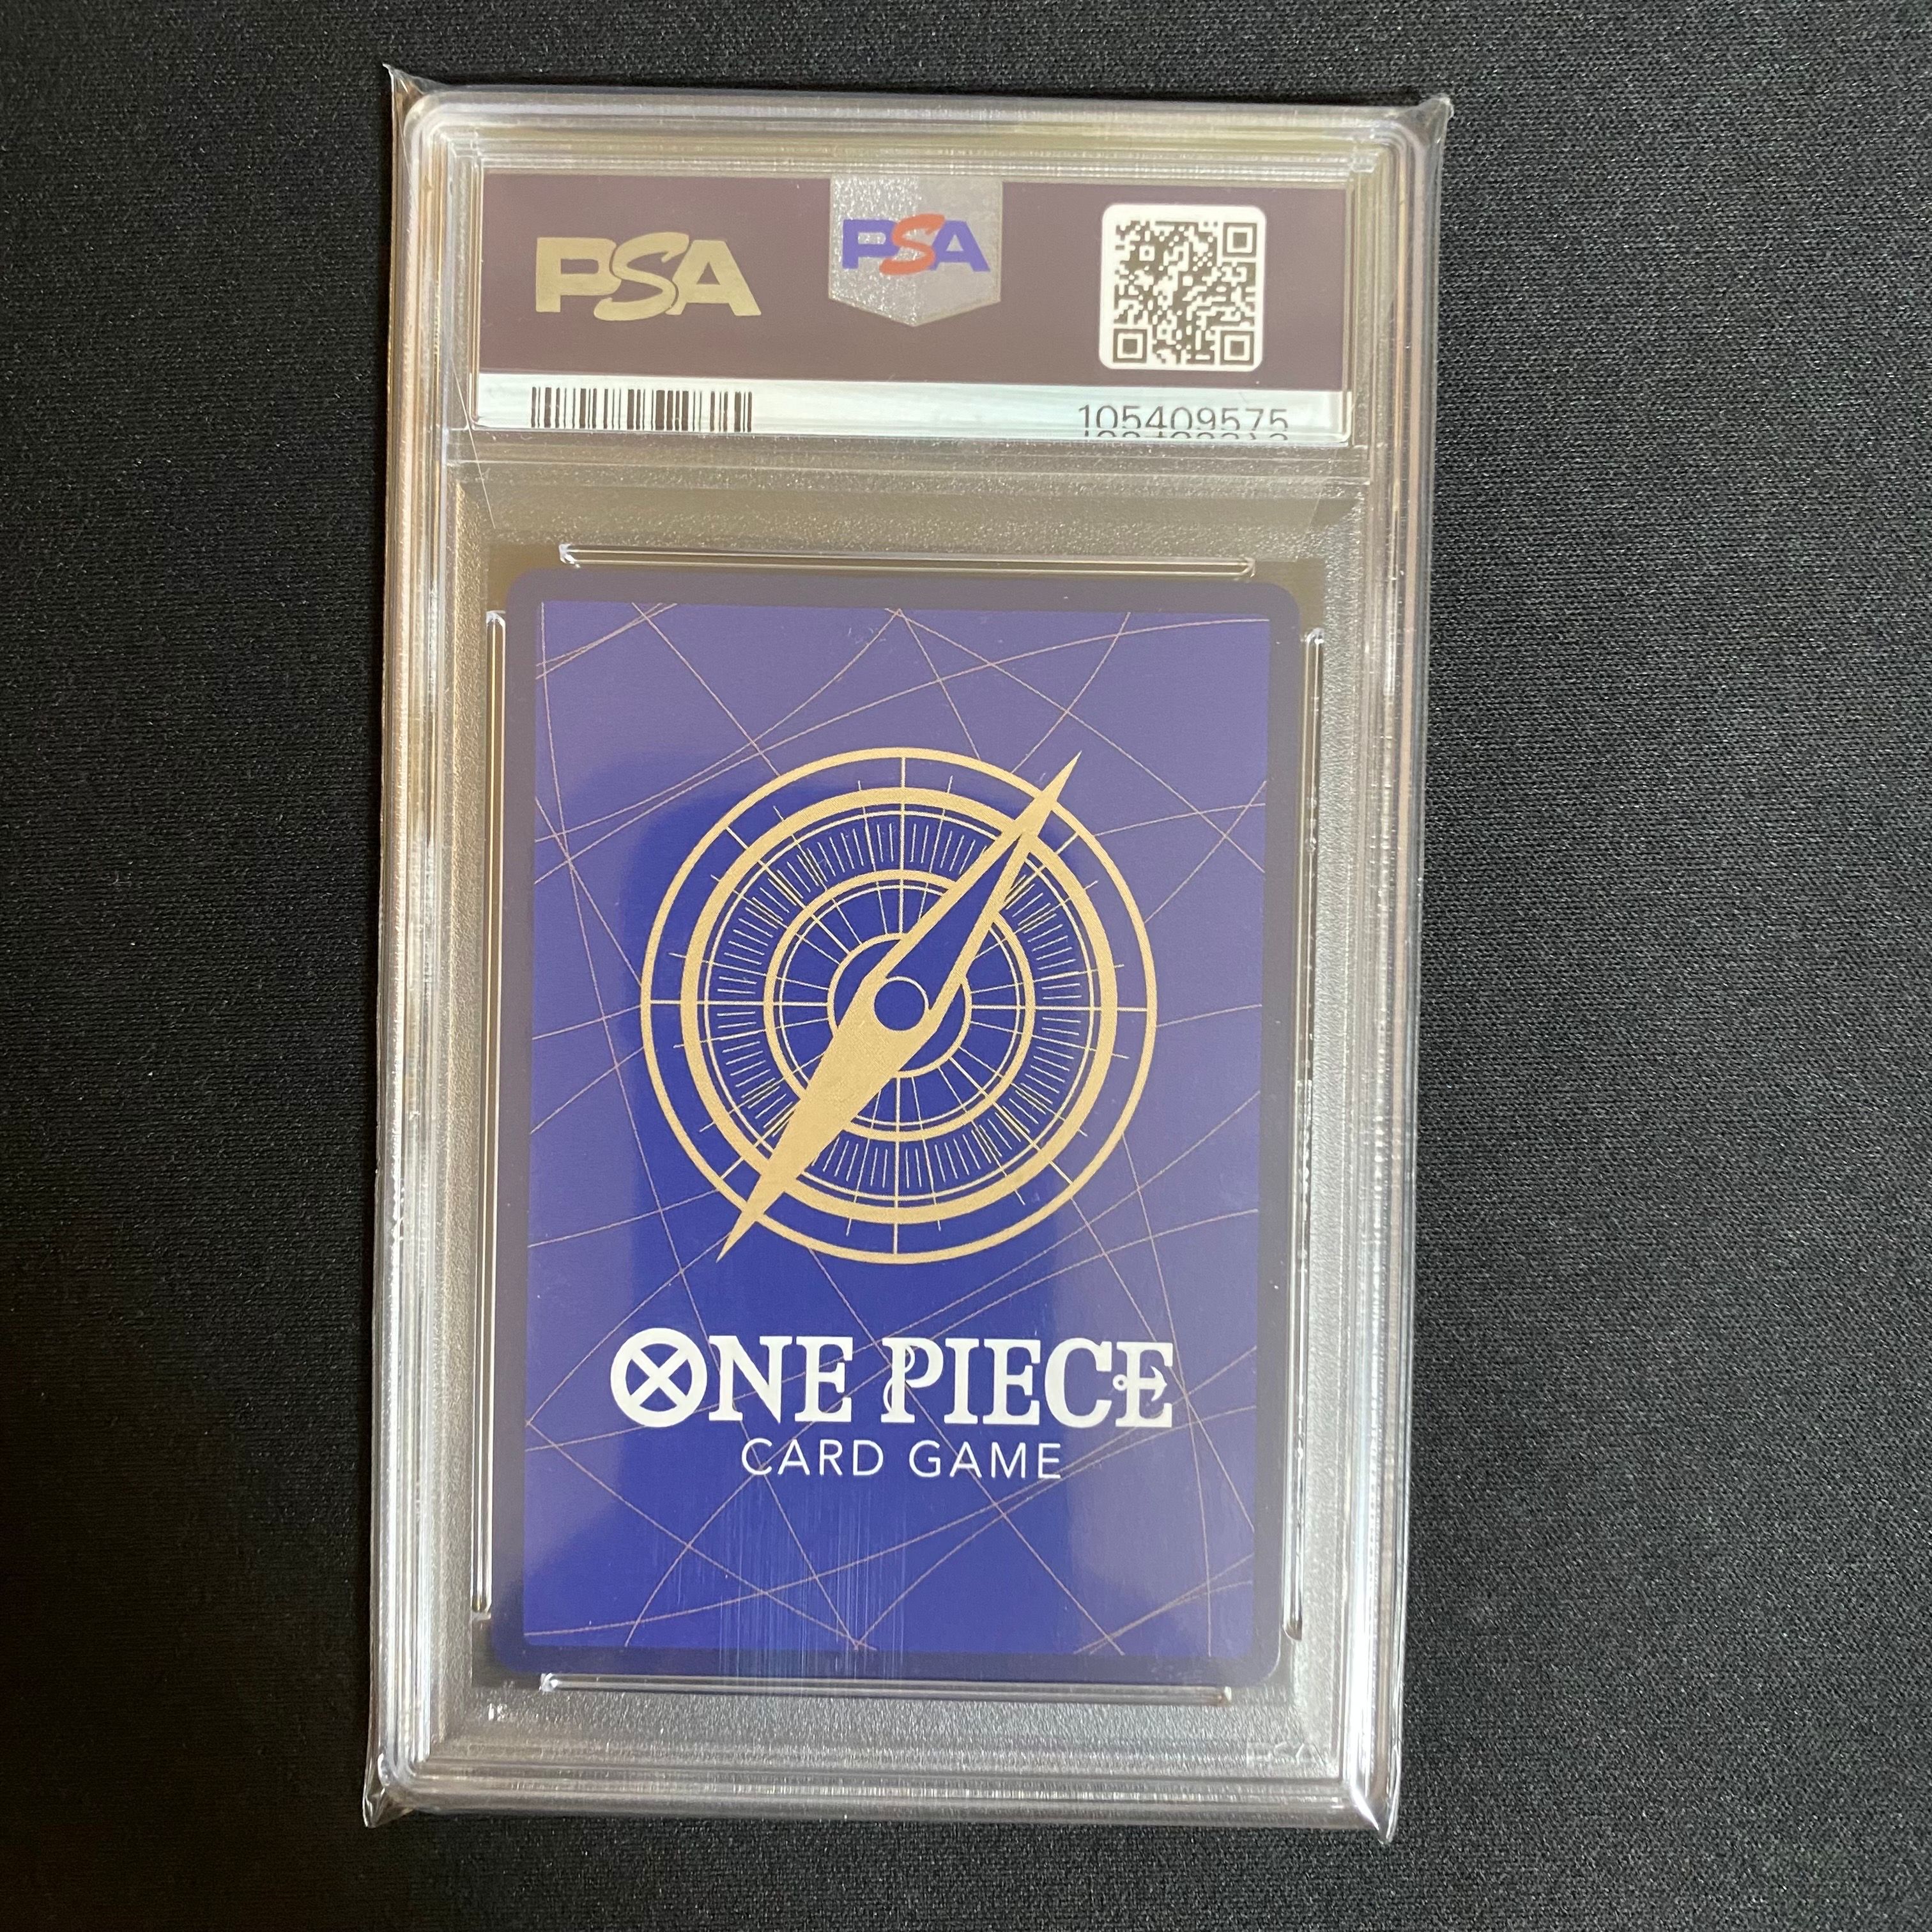 PSA
PSA
105409575
ONE PIECE
CARD GAME